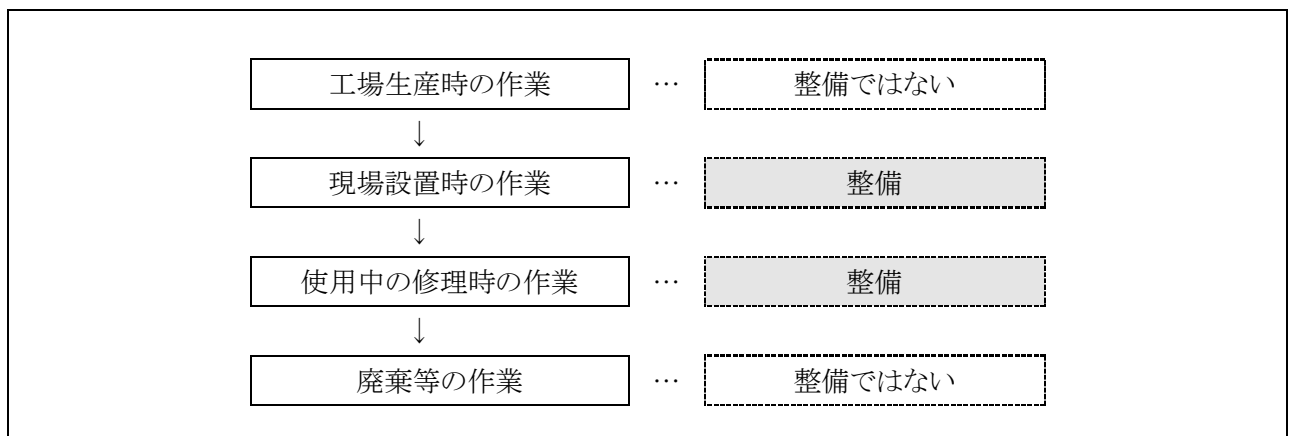 工場生産時の作業 … 整備ではない
↓
現場設置時の作業 … 整備
↓
使用中の修理時の作業 … 整備
↓
廃棄等の作業 … 整備ではない